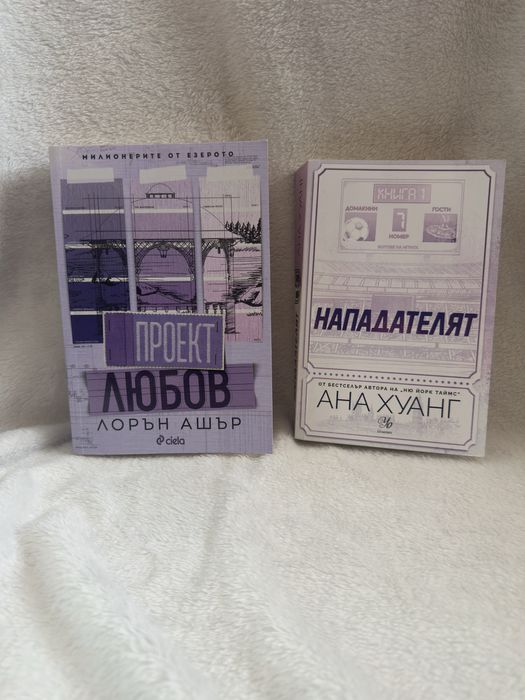 МИЛИОНЕРИТЕ ОТ ЕЗЕРОТО
ПРОЕКТ
ЛЮБОВ
ЛОРЪН АШЪР
ciela
КНИГА 1
ДОМАКИНИ
7
ГОСТИ
НОМЕР
НАПАДАТЕЛЯТ
ОТ БЕСТСЕЛЪР АВТОРА НА „НЮ ЙОРК ТАЙМС“
АНА ХУАНГ